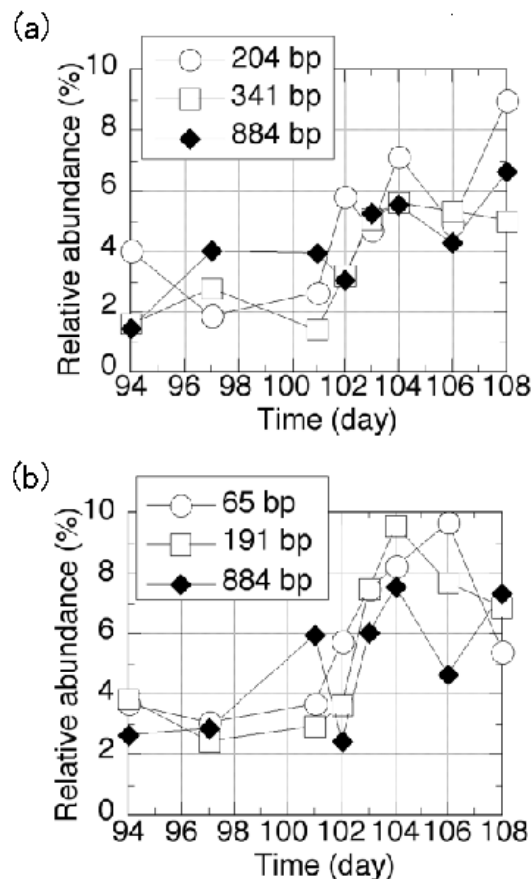 (a)
204 bp
341 bp
884 bp
Relative abundance (%)
10
8
6
4
2
0
94 96 98 100 102 104 106 108
Time (day)
(b)
65 bp
191 bp
884 bp
Relative abundance (%)
10
8
6
4
2
0
94 96 98 100 102 104 106 108
Time (day)